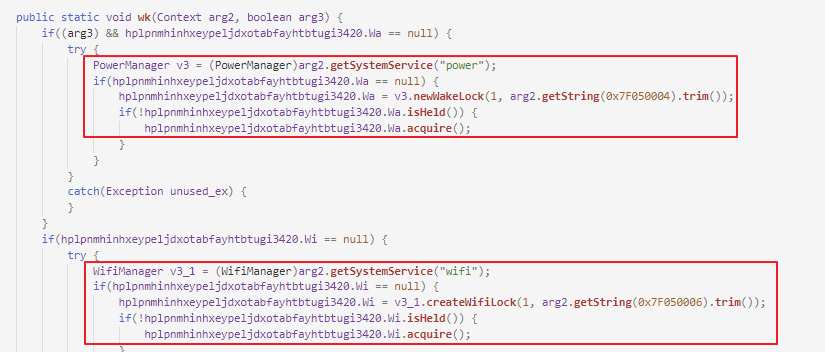 public static void wk(Context arg2, boolean arg3) {
if((arg3) && hplpnmhinhxeypeljdxotabfayhtbtugi3420.Wa == null) {
try {
PowerManager v3 = (PowerManager)arg2.getSystemService("power");
if(hplpnmhinhxeypeljdxotabfayhtbtugi3420.Wa == null) {
hplpnmhinhxeypeljdxotabfayhtbtugi3420.Wa = v3.newWakeLock(1, arg2.getString(0x7F050004).trim());
if(!hplpnmhinhxeypeljdxotabfayhtbtugi3420.Wa.isHeld()) {
hplpnmhinhxeypeljdxotabfayhtbtugi3420.Wa.acquire();
}
}
}
catch(Exception unused_ex) {
}
}
if(hplpnmhinhxeypeljdxotabfayhtbtugi3420.Wi == null) {
try {
WifiManager v3_1 = (WifiManager)arg2.getSystemService("wifi");
if(hplpnmhinhxeypeljdxotabfayhtbtugi3420.Wi == null) {
hplpnmhinhxeypeljdxotabfayhtbtugi3420.Wi = v3_1.createWifiLock(1, arg2.getString(0x7F050006).trim());
if(!hplpnmhinhxeypeljdxotabfayhtbtugi3420.Wi.isHeld()) {
hplpnmhinhxeypeljdxotabfayhtbtugi3420.Wi.acquire();
}